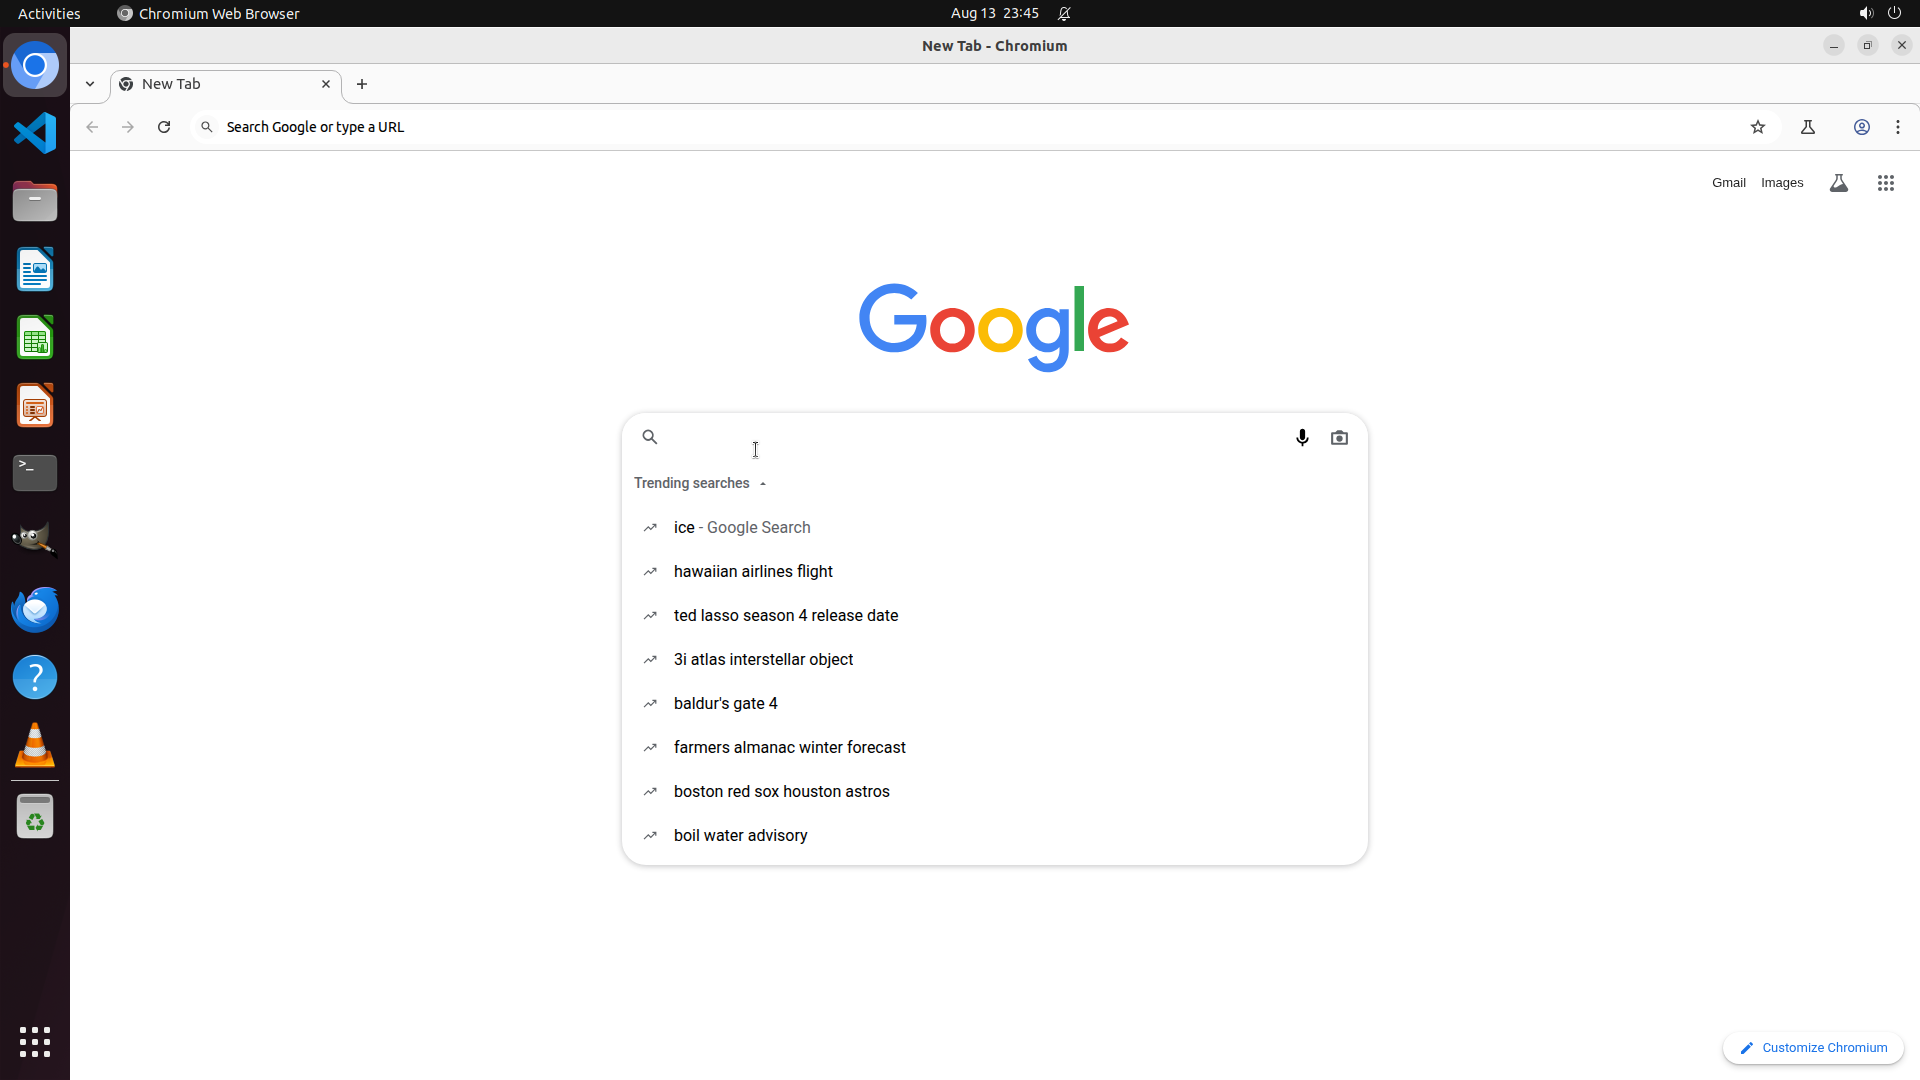 Activities
Chromium Web Browser
Aug 13 23:45
New Tab - Chromium
New Tab
Search Google or type a URL
Gmail
Images
Google
Trending searches
ice - Google Search
hawaiian airlines flight
ted lasso season 4 release date
3i atlas interstellar object
baldur's gate 4
farmers almanac winter forecast
boston red sox houston astros
boil water advisory
Customize Chromium